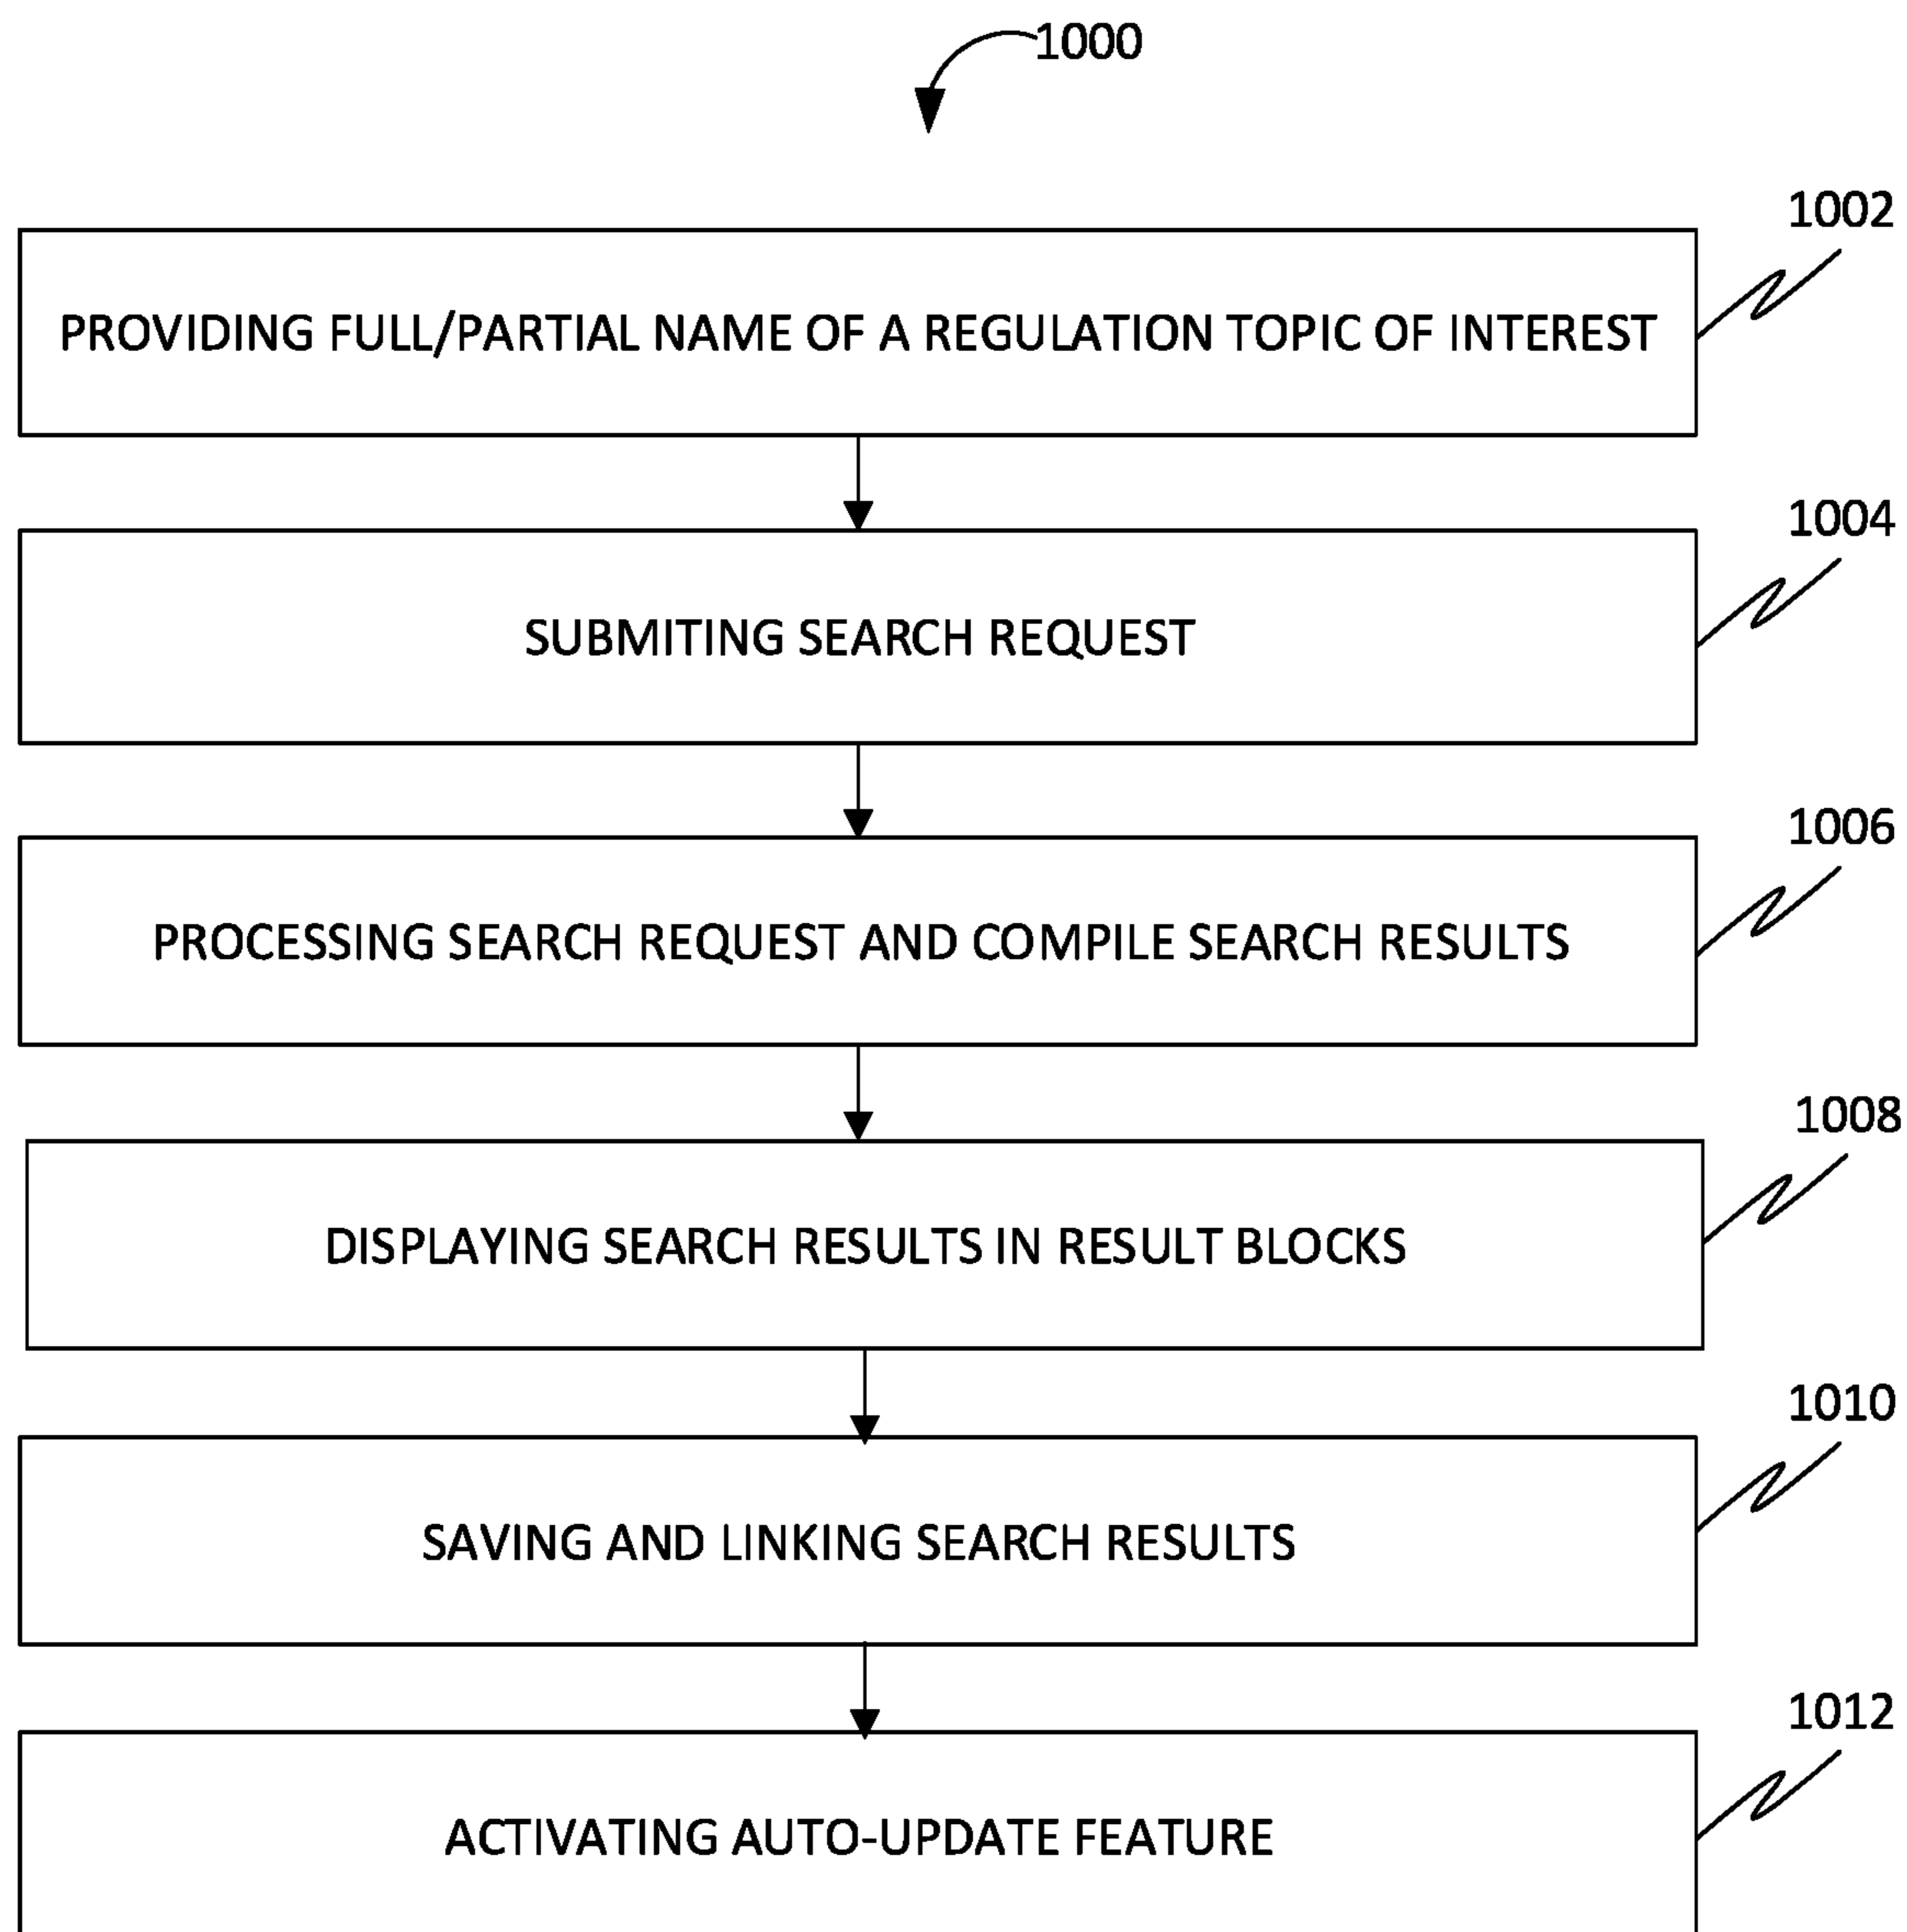 1000
1002
PROVIDING FULL/PARTIAL NAME OF A REGULATION TOPIC OF INTEREST
1004
SUBMITING SEARCH REQUEST
1006
PROCESSING SEARCH REQUEST AND COMPILE SEARCH RESULTS
1008
DISPLAYING SEARCH RESULTS IN RESULT BLOCKS
1010
SAVING AND LINKING SEARCH RESULTS
1012
ACTIVATING AUTO-UPDATE FEATURE